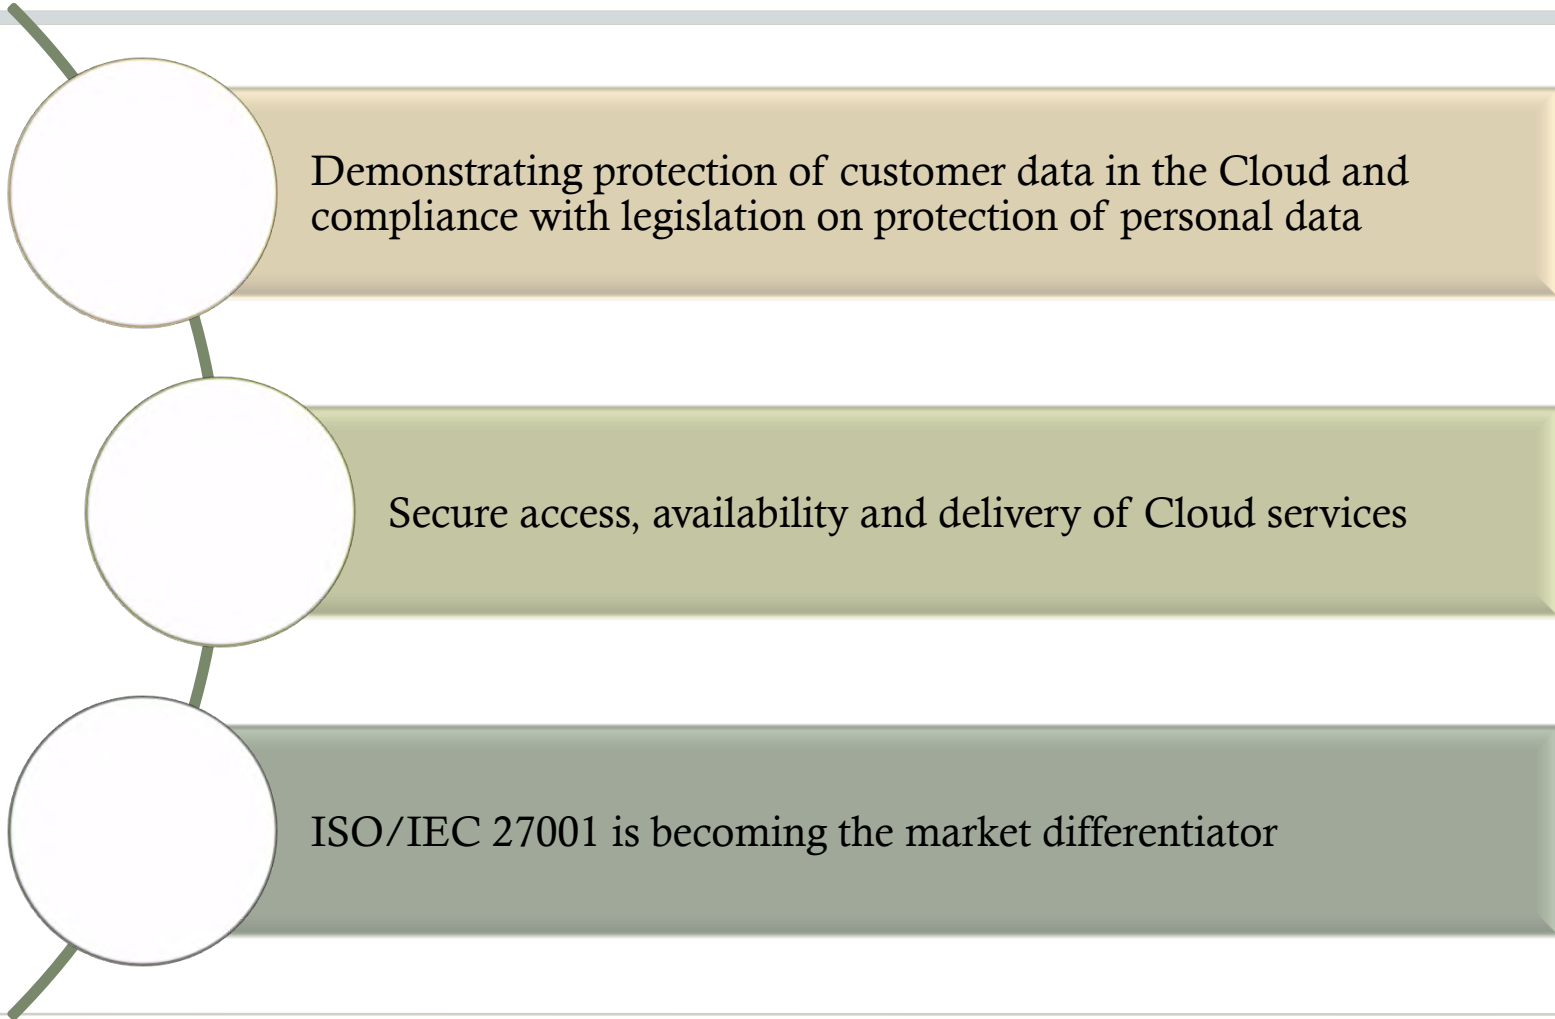 Demonstrating protection of customer data in the Cloud and
compliance with legislation on protection of personal data
Secure access, availability and delivery of Cloud services
ISO/IEC 27001 is becoming the market differentiator